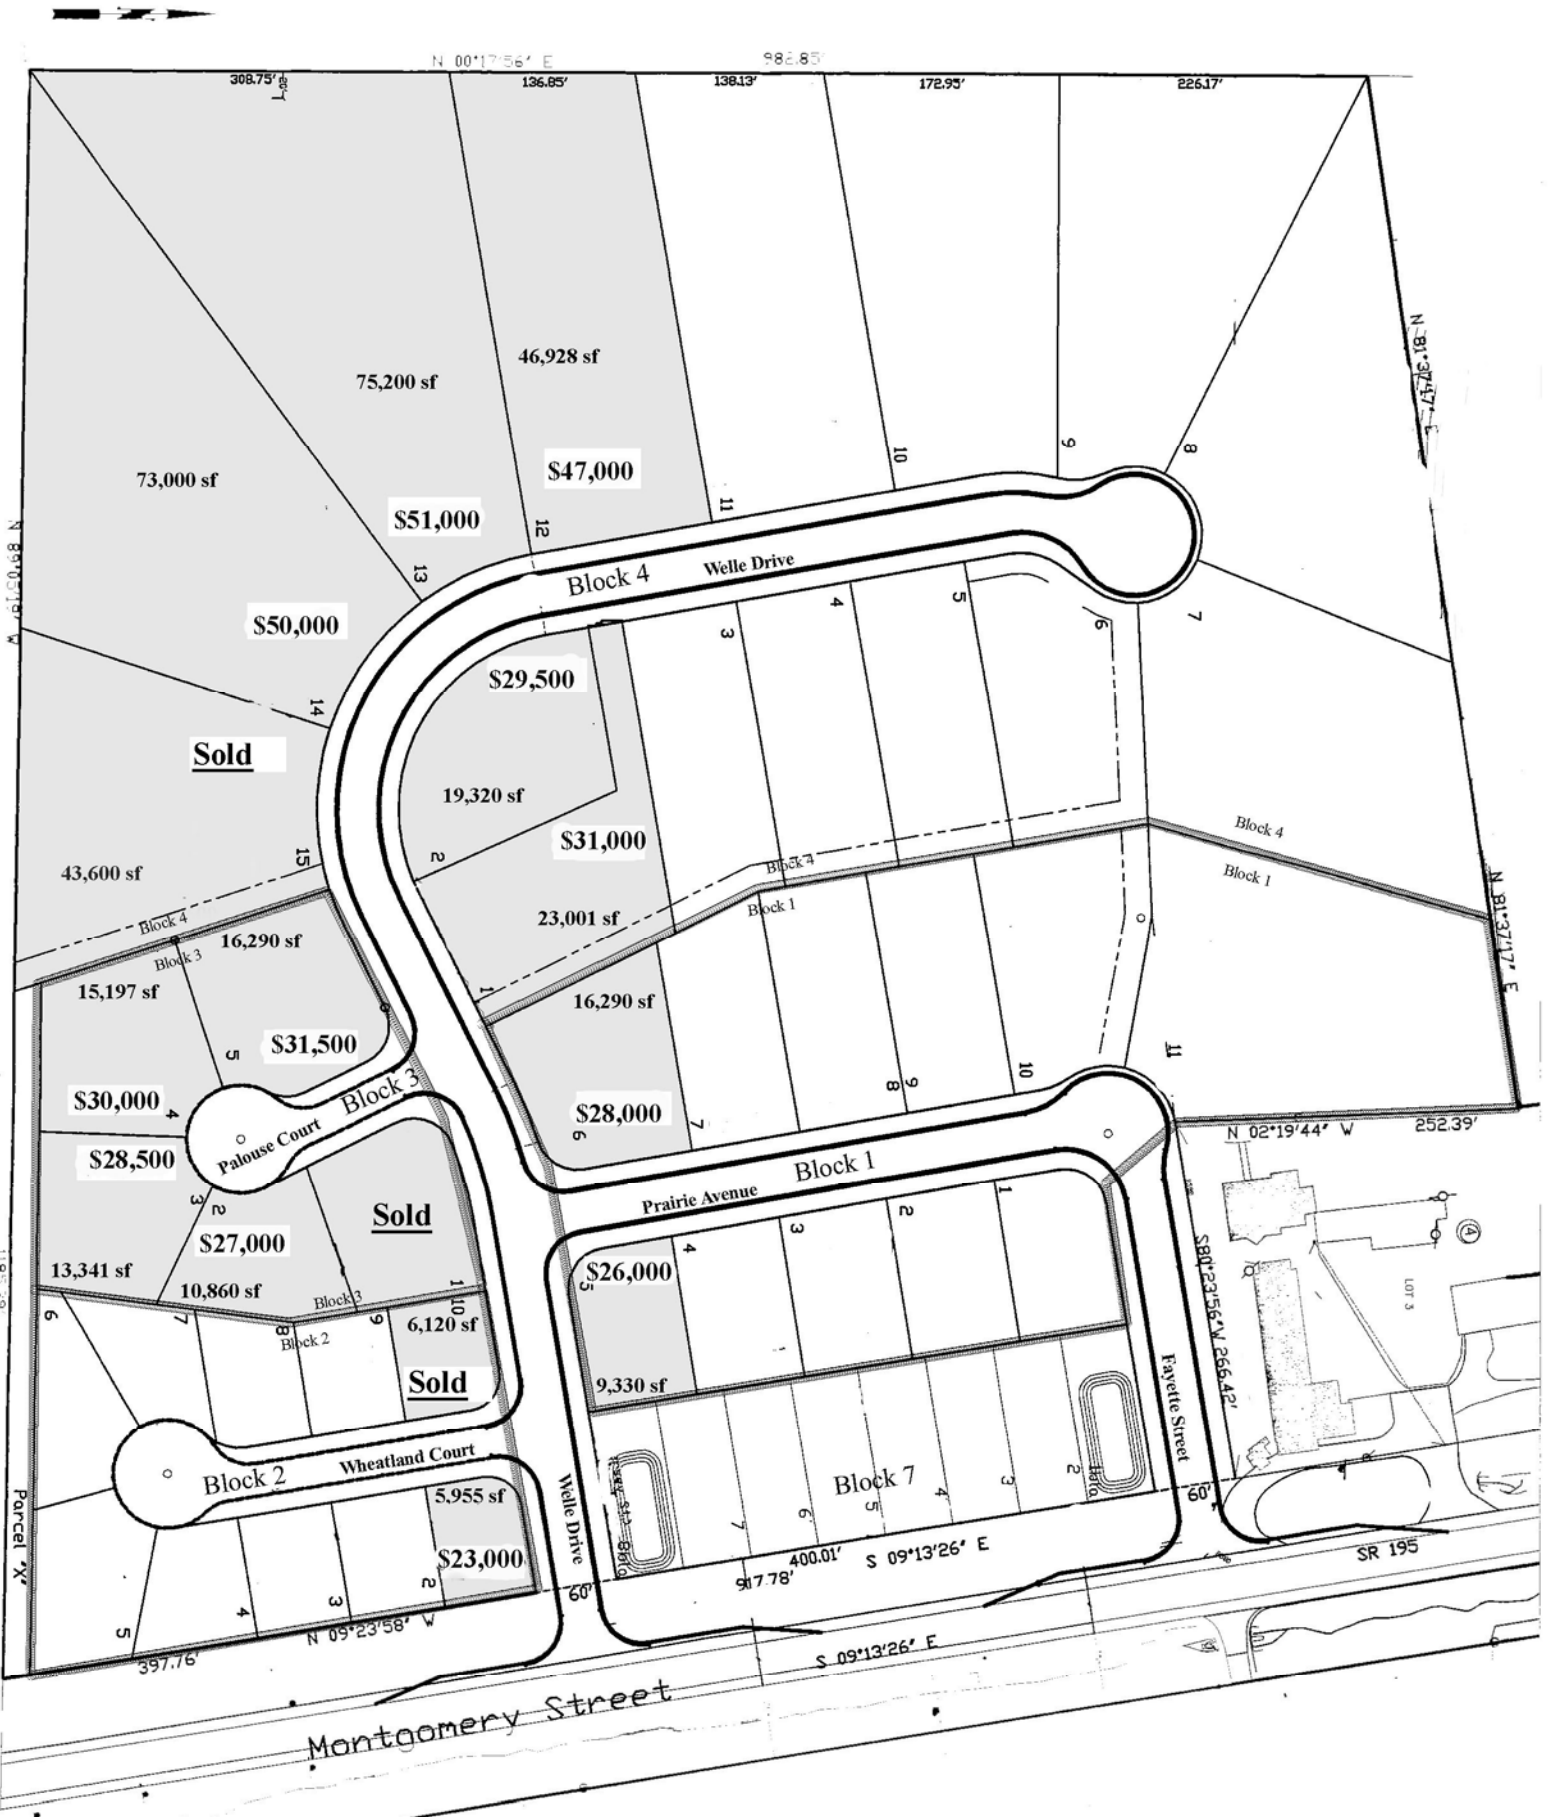 N 00°17'56" E
982.85'
308.75'
136.85'
138.13'
172.95'
226.17'
N 81°37'17" E
46,928 sf
75,200 sf
73,000 sf
$47,000
$51,000
$50,000
10
9
8
11
12
13
14
15
Block 4
Welle Drive
3
4
5
6
7
$29,500
19,320 sf
2
$31,000
23,001 sf
1
Sold
43,600 sf
Block 4
Block 3
Block 4
Block 1
Block 4
Block 1
N 81°37'17" E
16,290 sf
15,197 sf
$31,500
5
$30,000
4
$28,500
Palouse Court
Block 3
3
2
$27,000
Sold
13,341 sf
10,860 sf
1
16,290 sf
$28,000
6
7
8
9
10
11
Prairie Avenue
Block 1
N 02°19'44" W
252.39'
1
2
3
4
$26,000
5
9,330 sf
S80°23'56"W 266.42'
LOT 3
4
Block 3
Block 2
6
7
8
9
10
6,120 sf
Sold
Block 2
Wheatland Court
5,955 sf
$23,000
2
3
4
5
Welle Drive
Block 7
7
6
5
4
3
2
Fayette Street
60'
60'
400.01'
S 09°13'26" E
917.78'
SR 195
Parcel "X"
N 09°23'58" W
397.76'
S 09°13'26" E
Montgomery Street